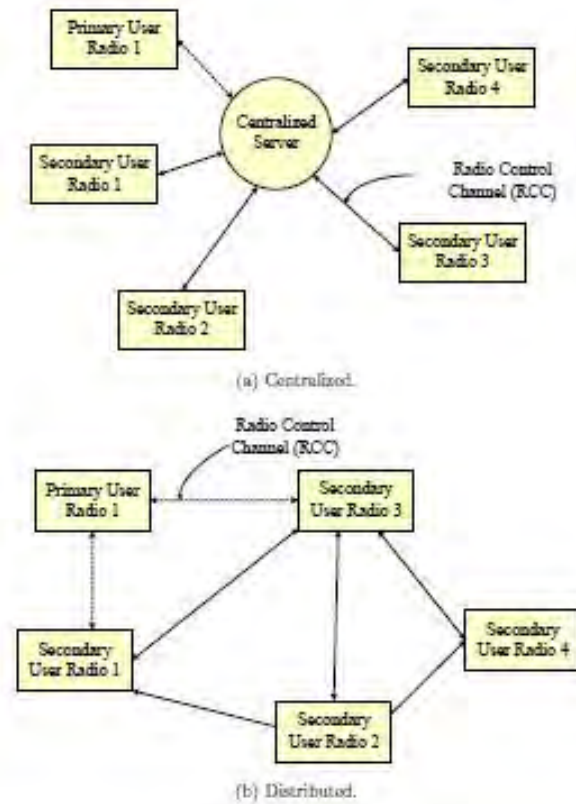 Primary User
Radio 1
Secondary User
Radio 4
Centralized
Server
Secondary User
Radio 1
Radio Control
Channel (RCC)
Secondary User
Radio 3
Secondary User
Radio 2
(a) Centralized.
Radio Control
Channel (RCC)
Primary User
Radio 1
Secondary
User Radio 3
Secondary
User Radio 1
Secondary
User Radio 4
Secondary
User Radio 2
(b) Distributed.